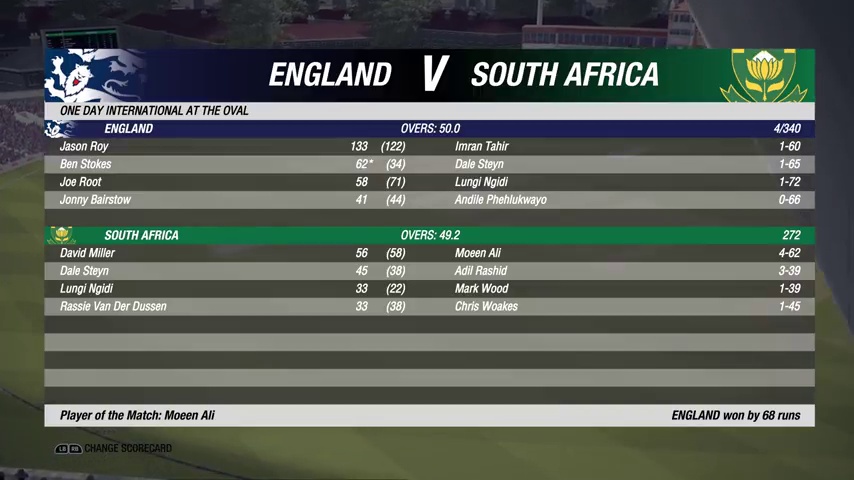 ENGLAND V SOUTH AFRICA
ONE DAY INTERNATIONAL AT THE OVAL
ENGLAND OVERS: 50.0 4/340
Jason Roy 133 (122) Imran Tahir 1-60
Ben Stokes 62* (34) Dale Steyn 1-65
Joe Root 58 (71) Lungi Ngidi 1-72
Jonny Bairstow 41 (44) Andile Phehlukwayo 0-66
SOUTH AFRICA OVERS: 49.2 272
David Miller 56 (58) Moeen Ali 4-62
Dale Steyn 45 (38) Adil Rashid 3-39
Lungi Ngidi 33 (22) Mark Wood 1-39
Rassie Van Der Dussen 33 (38) Chris Woakes 1-45
Player of the Match: Moeen Ali ENGLAND won by 68 runs
LB RB CHANGE SCORECARD